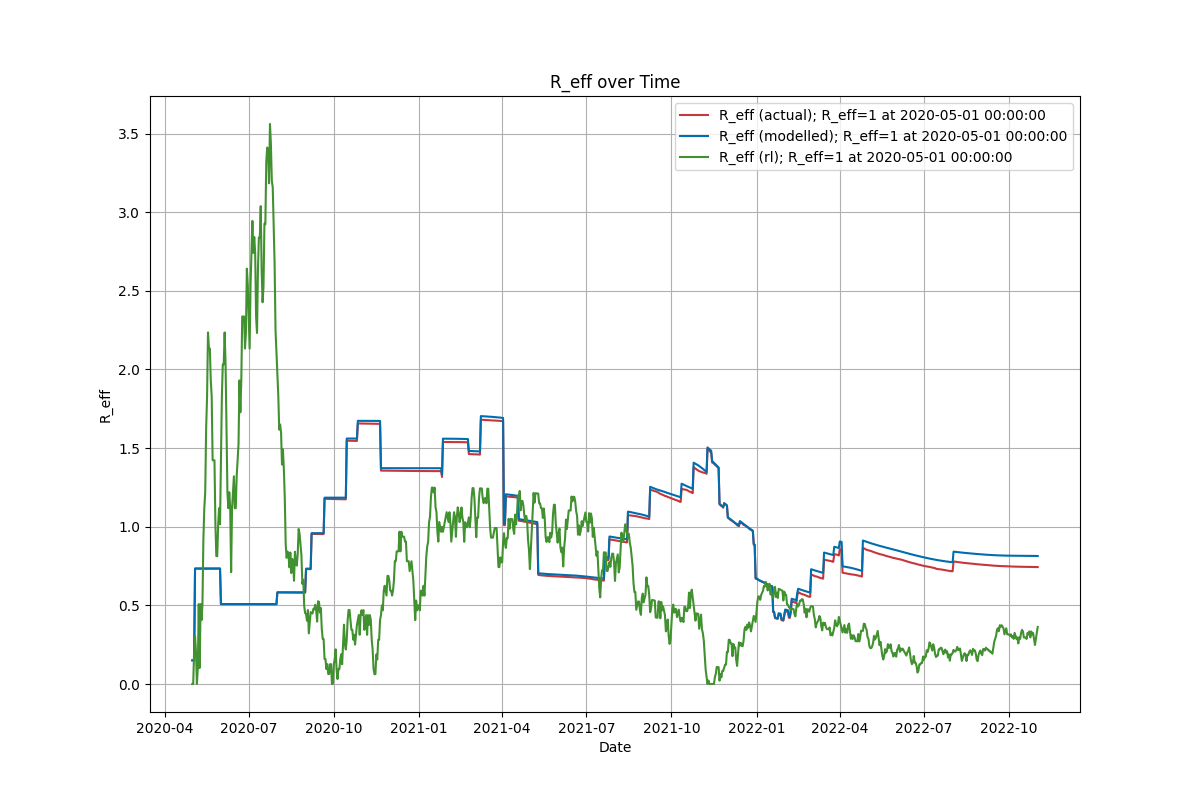 R_eff over Time
R_eff (actual); R_eff=1 at 2020-05-01 00:00:00
R_eff (modelled); R_eff=1 at 2020-05-01 00:00:00
R_eff (rl); R_eff=1 at 2020-05-01 00:00:00
R_eff
3.5
3.0
2.5
2.0
1.5
1.0
0.5
0.0
2020-04 2020-07 2020-10 2021-01 2021-04 2021-07 2021-10 2022-01 2022-04 2022-07 2022-10
Date